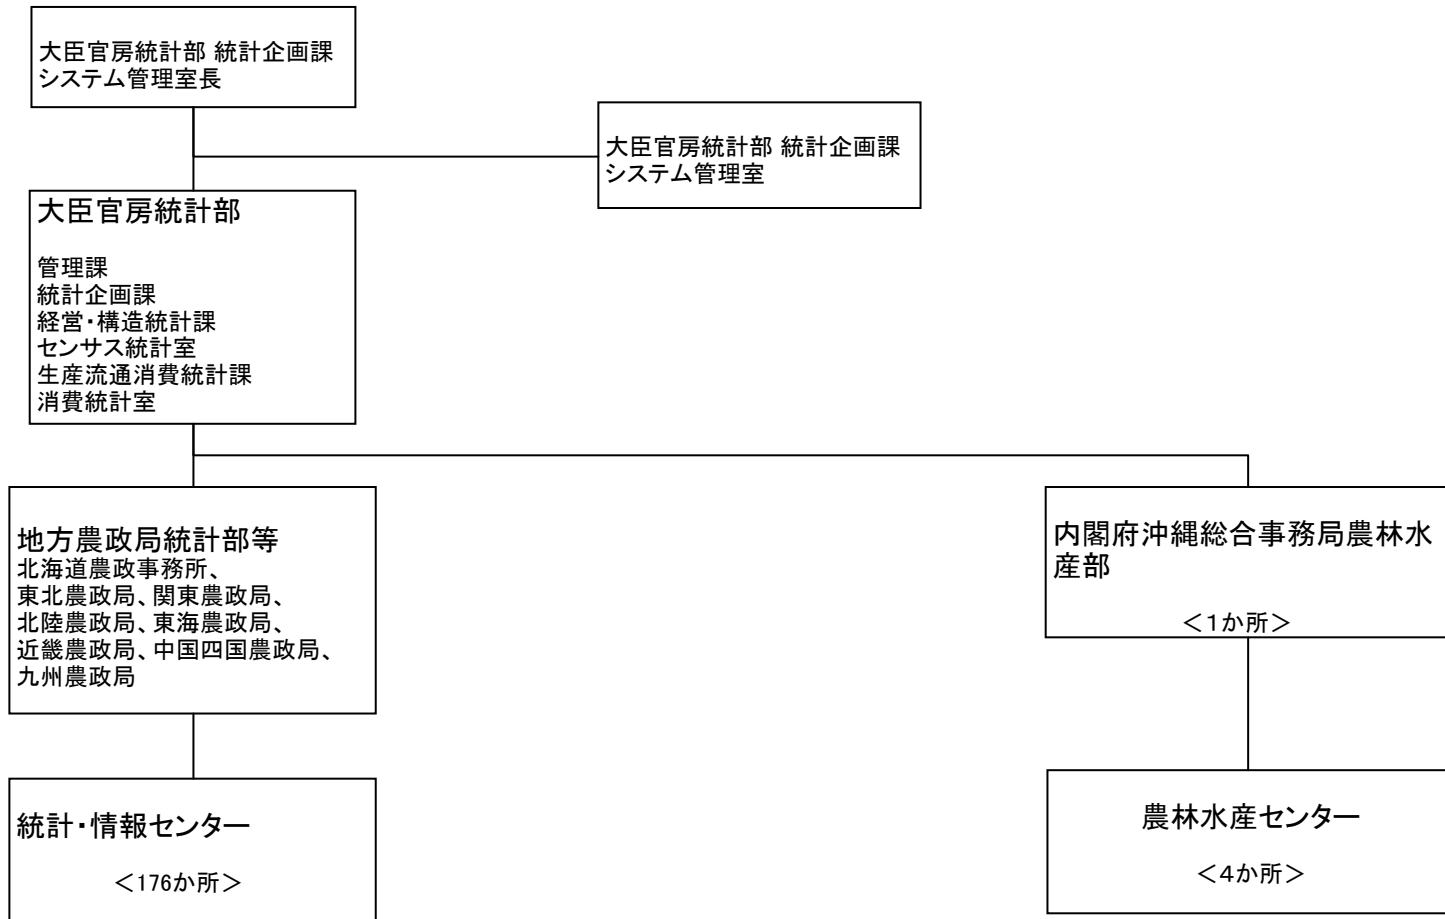 大臣官房統計部 統計企画課
システム管理室長
大臣官房統計部 統計企画課
システム管理室
大臣官房統計部
管理課
統計企画課
経営・構造統計課
センサス統計室
生産流通消費統計課
消費統計室
地方農政局統計部等
北海道農政事務所、
東北農政局、関東農政局、
北陸農政局、東海農政局、
近畿農政局、中国四国農政局、
九州農政局
内閣府沖縄総合事務局農林水
産部
＜１か所＞
統計・情報センター
＜176か所＞
農林水産センター
＜４か所＞